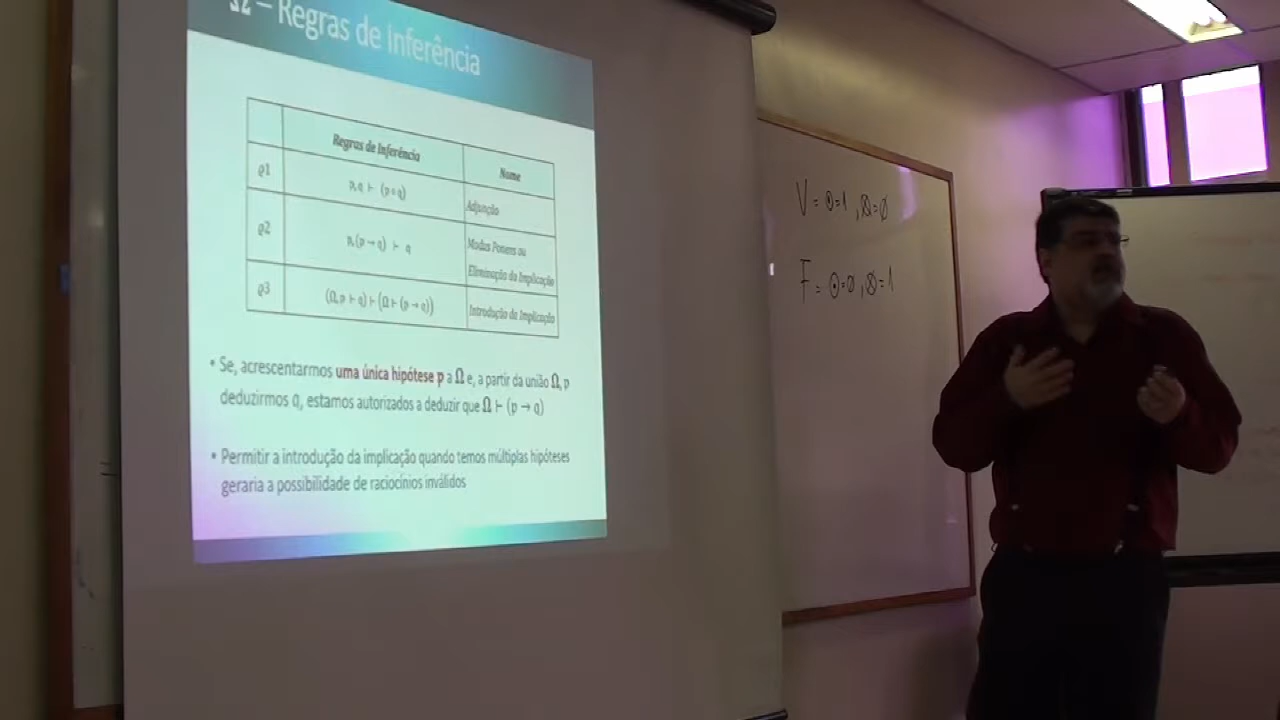 Ω – Regras de Inferência
Regras de Inferência Nome
ϱ1 p, q ⊢ (p ∘ q) Adjunção
ϱ2 p, (p → q) ⊢ q Modus Ponens ou
Eliminação da Implicação
ϱ3 (Ω, p ⊢ q) ⊢ (Ω ⊢ (p → q)) Introdução da Implicação
• Se, acrescentarmos uma única hipótese p a Ω e, a partir da união Ω, p
deduzirmos q, estamos autorizados a deduzir que Ω ⊢ (p → q)
• Permitir a introdução da implicação quando temos múltiplas hipóteses
geraria a possibilidade de raciocínios inválidos
V = ⊙=1 , ⊗=0
F = ⊙=0 , ⊗=1